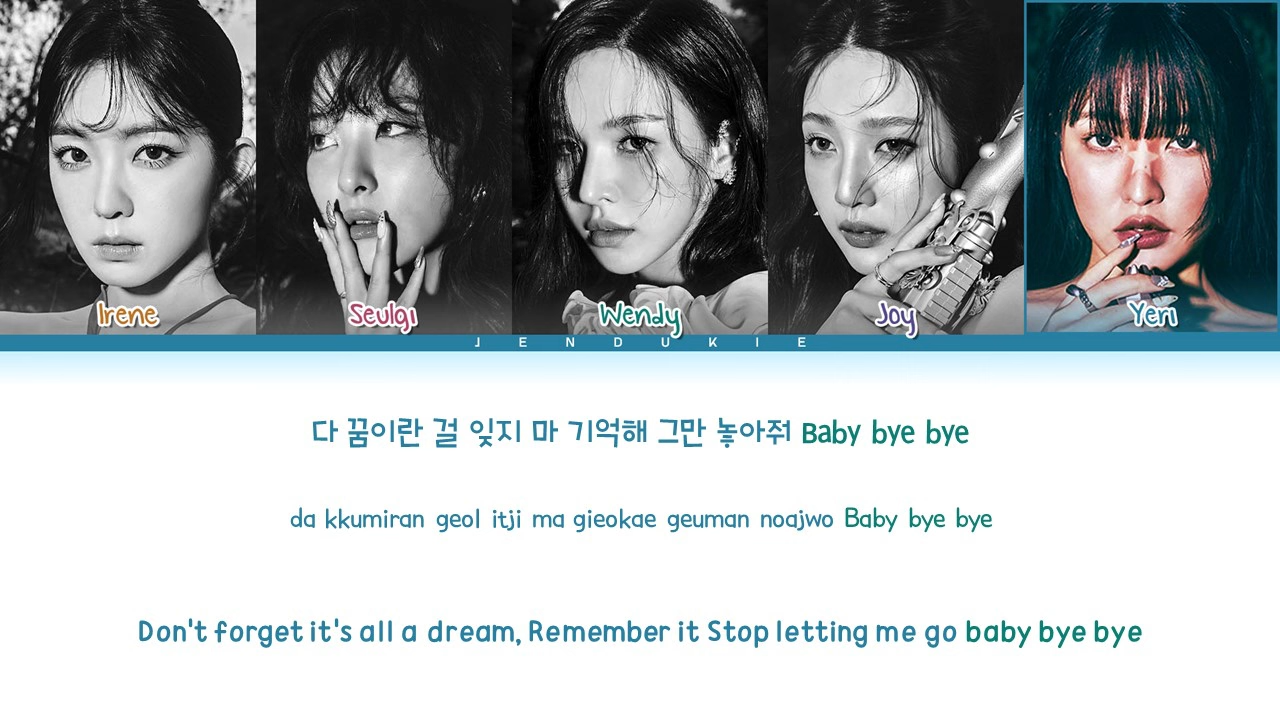 Irene Seulgi Wendy Joy Yeri
JENDUKIE
다 꿈이란 걸 잊지 마 기억해 그만 놓아줘 Baby bye bye
da kkumiran geol itji ma gieokae geuman noajwo Baby bye bye
Don't forget it's all a dream, Remember it Stop letting me go baby bye bye